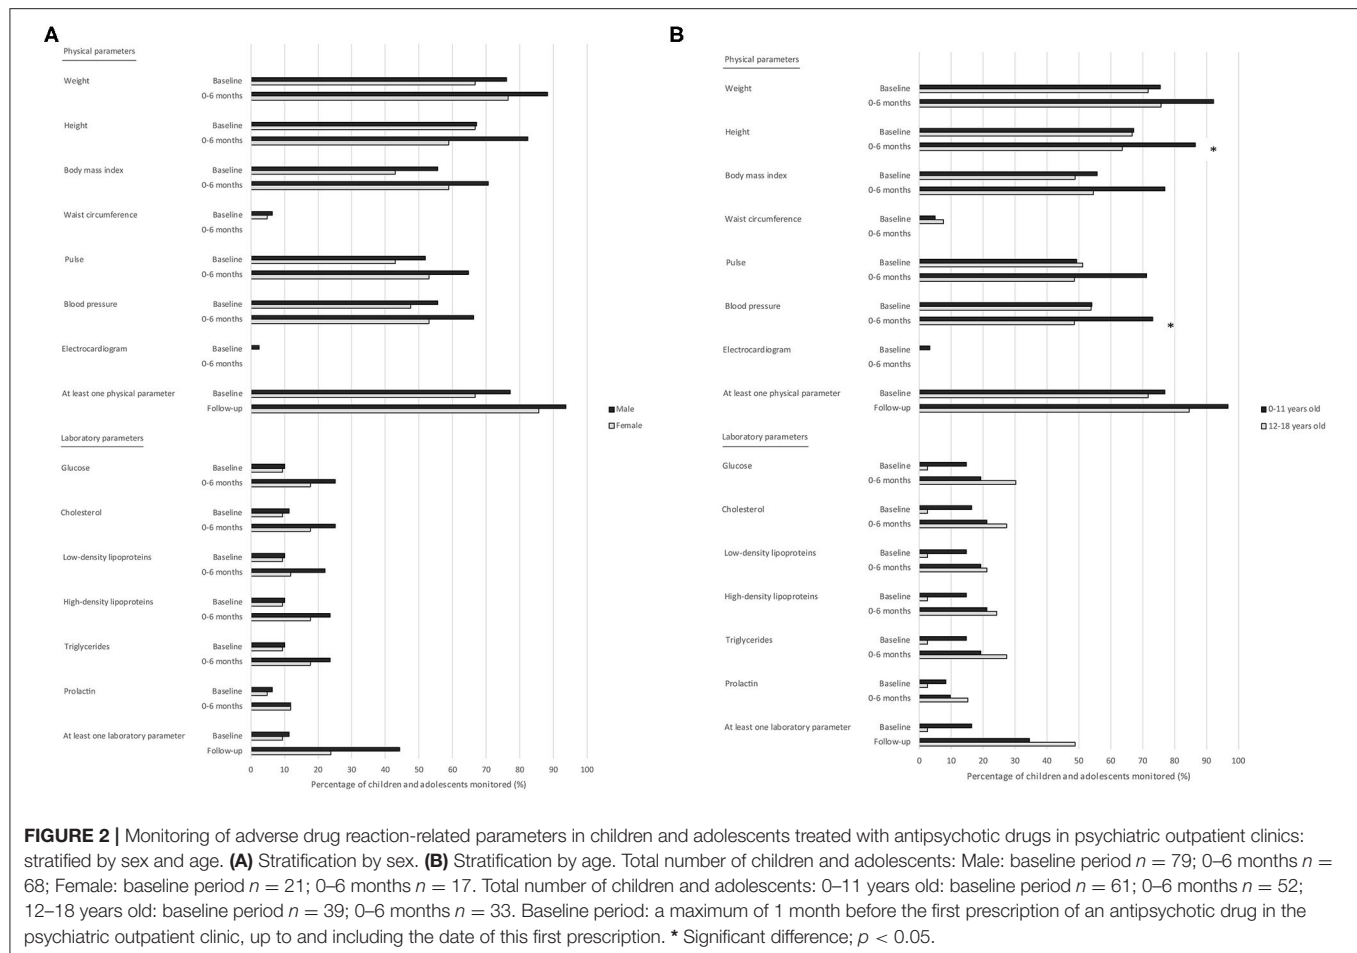 A
Physical parameters
Weight
Baseline
0-6 months
Height
Baseline
0-6 months
Body mass index
Baseline
0-6 months
Waist circumference
Baseline
0-6 months
Pulse
Baseline
0-6 months
Blood pressure
Baseline
0-6 months
Electrocardiogram
Baseline
0-6 months
At least one physical parameter
Baseline
Follow-up
Male
Female
Laboratory parameters
Glucose
Baseline
0-6 months
Cholesterol
Baseline
0-6 months
Low-density lipoproteins
Baseline
0-6 months
High-density lipoproteins
Baseline
0-6 months
Triglycerides
Baseline
0-6 months
Prolactin
Baseline
0-6 months
At least one laboratory parameter
Baseline
Follow-up
0 10 20 30 40 50 60 70 80 90 100
Percentage of children and adolescents monitored (%)
B
Physical parameters
Weight
Baseline
0-6 months
Height
Baseline
0-6 months
*
Body mass index
Baseline
0-6 months
Waist circumference
Baseline
0-6 months
Pulse
Baseline
0-6 months
Blood pressure
Baseline
0-6 months
*
Electrocardiogram
Baseline
0-6 months
At least one physical parameter
Baseline
Follow-up
0-11 years old
12-18 years old
Laboratory parameters
Glucose
Baseline
0-6 months
Cholesterol
Baseline
0-6 months
Low-density lipoproteins
Baseline
0-6 months
High-density lipoproteins
Baseline
0-6 months
Triglycerides
Baseline
0-6 months
Prolactin
Baseline
0-6 months
At least one laboratory parameter
Baseline
Follow-up
0 10 20 30 40 50 60 70 80 90 100
Percentage of children and adolescents monitored (%)
FIGURE 2 | Monitoring of adverse drug reaction-related parameters in children and adolescents treated with antipsychotic drugs in psychiatric outpatient clinics:
stratified by sex and age. (A) Stratification by sex. (B) Stratification by age. Total number of children and adolescents: Male: baseline period n = 79; 0–6 months n =
68; Female: baseline period n = 21; 0–6 months n = 17. Total number of children and adolescents: 0–11 years old: baseline period n = 61; 0–6 months n = 52;
12–18 years old: baseline period n = 39; 0–6 months n = 33. Baseline period: a maximum of 1 month before the first prescription of an antipsychotic drug in the
psychiatric outpatient clinic, up to and including the date of this first prescription. * Significant difference; p < 0.05.